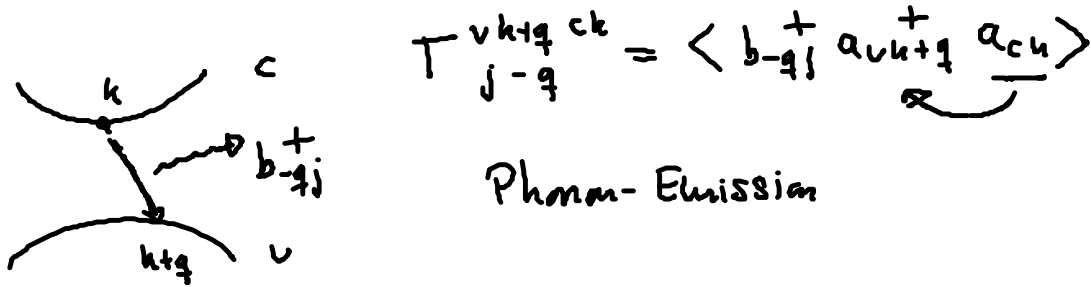 T^{vk+q ck}_{j-q} = < b^+_{-qj} a^+_{vk+q} a_{ck} >
k c
b^+_{-qj}
Phonon-Emission
k+q v